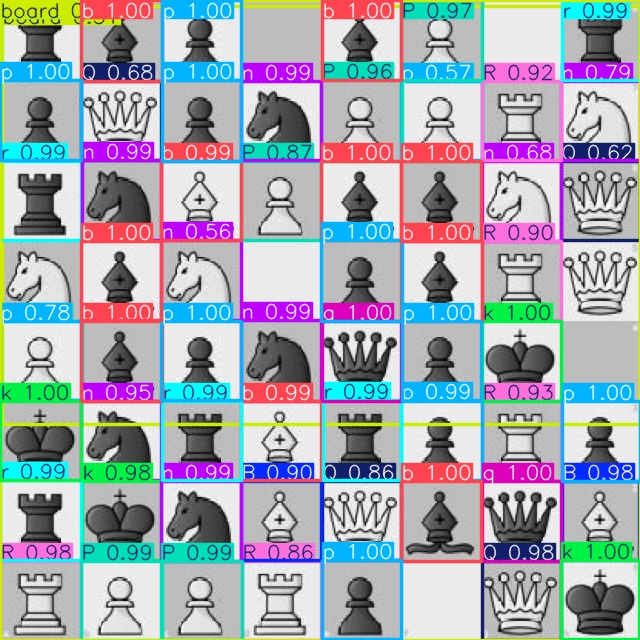 board 0.91 b 1.00 p 1.00 b 1.00 P 0.97 r 0.99
p 1.00 Q 0.68 p 1.00 n 0.99 P 0.96 p 0.57 R 0.92 n 0.79
r 0.99 n 0.99 b 0.99 P 0.87 b 1.00 b 1.00 n 0.68 Q 0.62
b 1.00 n 0.56 p 1.00 b 1.00 R 0.90
p 0.78 b 1.00 p 1.00 n 0.99 q 1.00 p 1.00 k 1.00
k 1.00 n 0.95 r 0.99 b 0.99 r 0.99 p 0.99 R 0.93 p 1.00
r 0.99 k 0.98 n 0.99 B 0.90 Q 0.86 b 1.00 q 1.00 B 0.98
R 0.98 P 0.99 P 0.99 R 0.86 p 1.00 Q 0.98 k 1.00